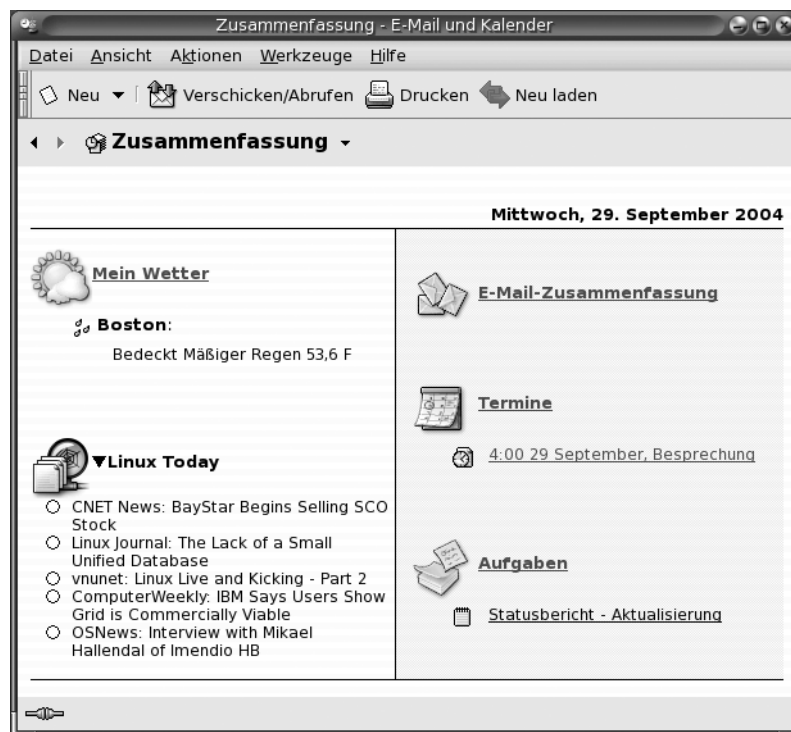 Zusammenfassung - E-Mail und Kalender
Datei Ansicht Aktionen Werkzeuge Hilfe
Neu Verschicken/Abrufen Drucken Neu laden
Zusammenfassung
Mittwoch, 29. September 2004
Mein Wetter
Boston:
Bedeckt Mäßiger Regen 53,6 F
Linux Today
CNET News: BayStar Begins Selling SCO
Stock
Linux Journal: The Lack of a Small
Unified Database
vnunet: Linux Live and Kicking - Part 2
ComputerWeekly: IBM Says Users Show
Grid is Commercially Viable
OSNews: Interview with Mikael
Hallendal of Imendio HB
E-Mail-Zusammenfassung
Termine
4:00 29 September, Besprechung
Aufgaben
Statusbericht - Aktualisierung